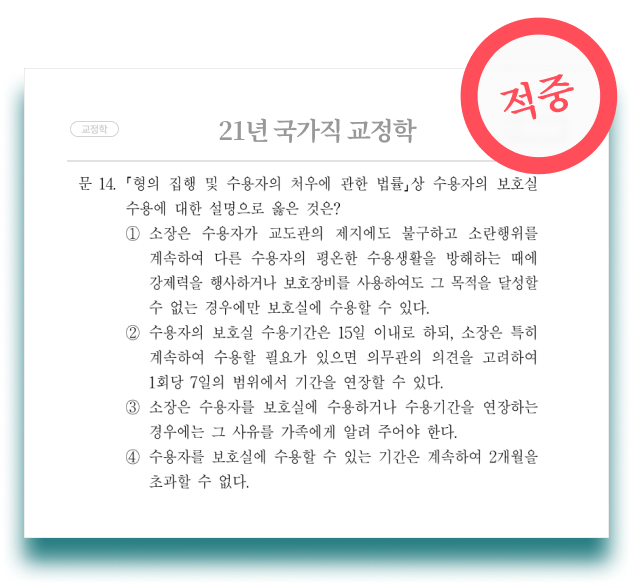 적중
교정학
21년 국가직 교정학
문 14. 「형의 집행 및 수용자의 처우에 관한 법률」상 수용자의 보호실
수용에 대한 설명으로 옳은 것은?
① 소장은 수용자가 교도관의 제지에도 불구하고 소란행위를
계속하여 다른 수용자의 평온한 수용생활을 방해하는 때에
강제력을 행사하거나 보호장비를 사용하여도 그 목적을 달성할
수 없는 경우에만 보호실에 수용할 수 있다.
② 수용자의 보호실 수용기간은 15일 이내로 하되, 소장은 특히
계속하여 수용할 필요가 있으면 의무관의 의견을 고려하여
1회당 7일의 범위에서 기간을 연장할 수 있다.
③ 소장은 수용자를 보호실에 수용하거나 수용기간을 연장하는
경우에는 그 사유를 가족에게 알려 주어야 한다.
④ 수용자를 보호실에 수용할 수 있는 기간은 계속하여 2개월을
초과할 수 없다.